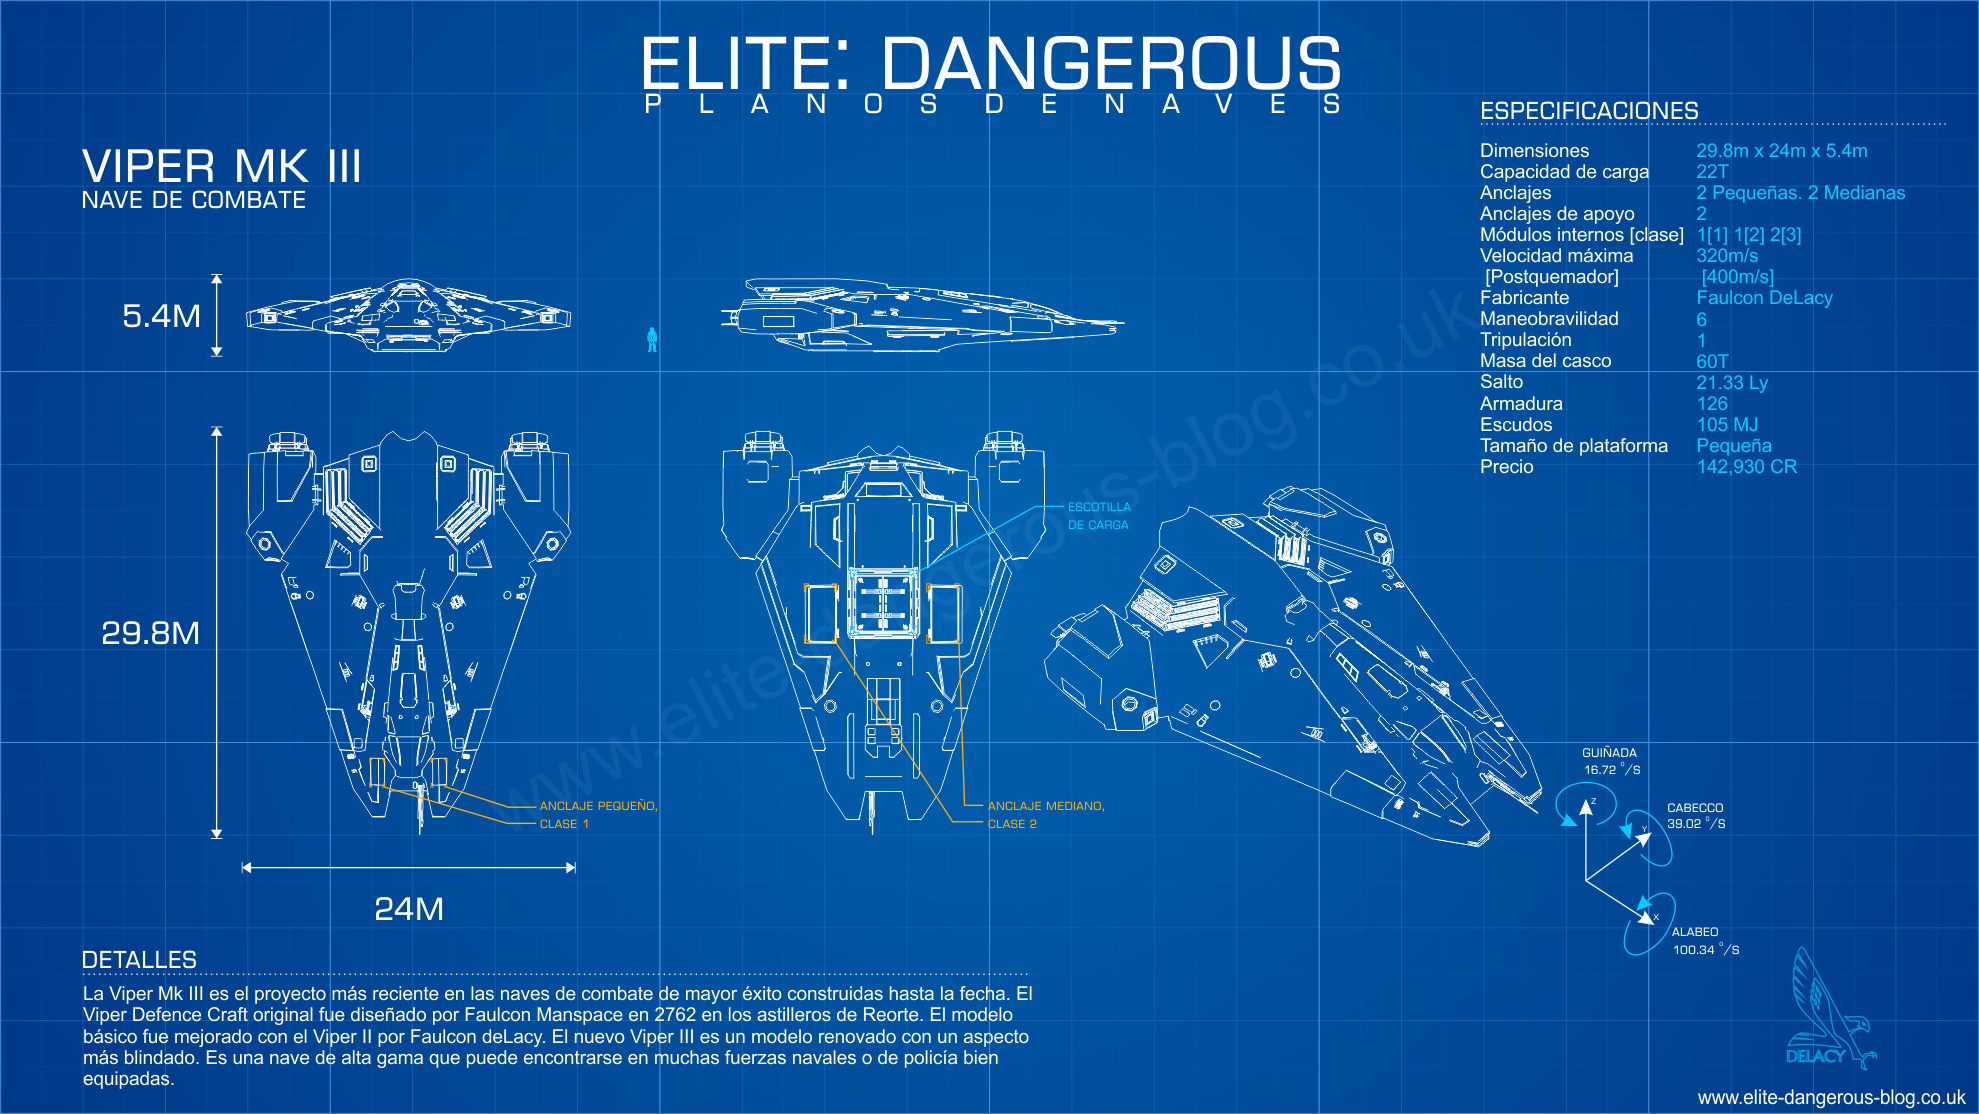 ELITE: DANGEROUS
PLANOS DE NAVES
VIPER MK III
NAVE DE COMBATE
ESPECIFICACIONES
Dimensiones 29.8m x 24m x 5.4m
Capacidad de carga 22T
Anclajes 2 Pequeñas. 2 Medianas
Anclajes de apoyo 2
Módulos internos [clase] 1[1] 1[2] 2[3]
Velocidad máxima 320m/s
[Postquemador] [400m/s]
Fabricante Faulcon DeLacy
Maneobravilidad 6
Tripulación 1
Masa del casco 60T
Salto 21.33 Ly
Armadura 126
Escudos 105 MJ
Tamaño de plataforma Pequeña
Precio 142,930 CR
5.4M
29.8M
24M
ESCOTILLA
DE CARGA
ANCLAJE PEQUEÑO,
CLASE 1
ANCLAJE MEDIANO,
CLASE 2
GUIÑADA
16.72 °/S
Z
CABECCO
39.02 °/S
Y
X
ALABEO
100.34 °/S
DETALLES
La Viper Mk III es el proyecto más reciente en las naves de combate de mayor éxito construidas hasta la fecha. El
Viper Defence Craft original fue diseñado por Faulcon Manspace en 2762 en los astilleros de Reorte. El modelo
básico fue mejorado con el Viper II por Faulcon deLacy. El nuevo Viper III es un modelo renovado con un aspecto
más blindado. Es una nave de alta gama que puede encontrarse en muchas fuerzas navales o de policía bien
equipadas.
DELACY
www.elite-dangerous-blog.co.uk
www.elite-dangerous-blog.co.uk